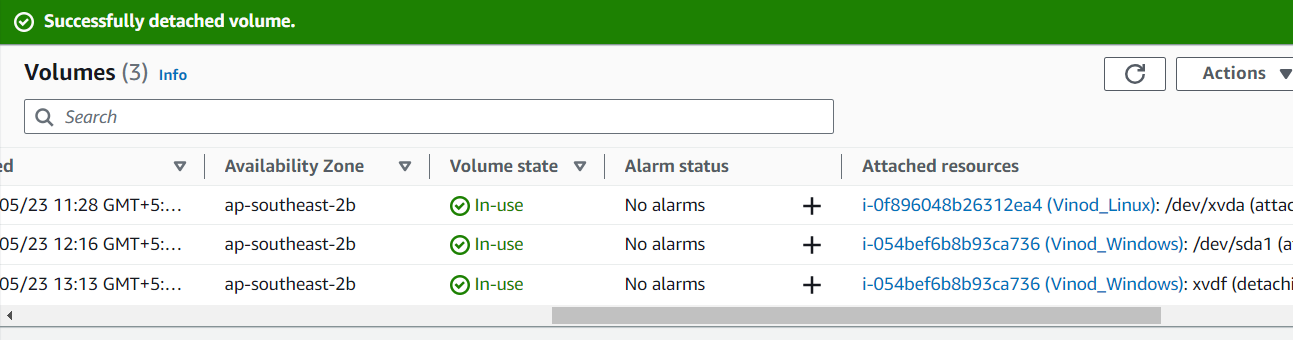 Successfully detached volume.
Volumes (3) Info
Actions
Search
ed Availability Zone Volume state Alarm status Attached resources
05/23 11:28 GMT+5:... ap-southeast-2b In-use No alarms + i-0f896048b26312ea4 (Vinod_Linux): /dev/xvda (attac
05/23 12:16 GMT+5:... ap-southeast-2b In-use No alarms + i-054bef6b8b93ca736 (Vinod_Windows): /dev/sda1 (at
05/23 13:13 GMT+5:... ap-southeast-2b In-use No alarms + i-054bef6b8b93ca736 (Vinod_Windows): xvdf (detachi